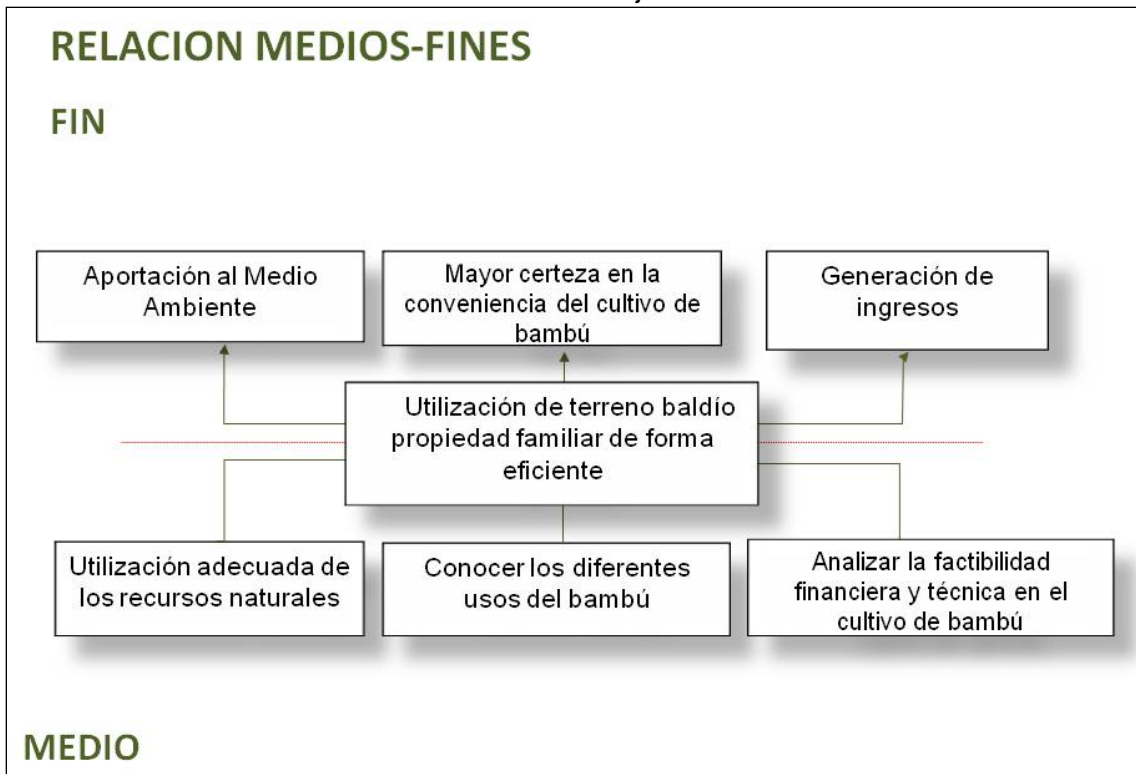 RELACION MEDIOS-FINES
FIN
Aportación al Medio
Ambiente
Mayor certeza en la
conveniencia del cultivo de
bambú
Generación de
ingresos
Utilización de terreno baldío
propiedad familiar de forma
eficiente
Utilización adecuada de
los recursos naturales
Conocer los diferentes
usos del bambú
Analizar la factibilidad
financiera y técnica en el
cultivo de bambú
MEDIO